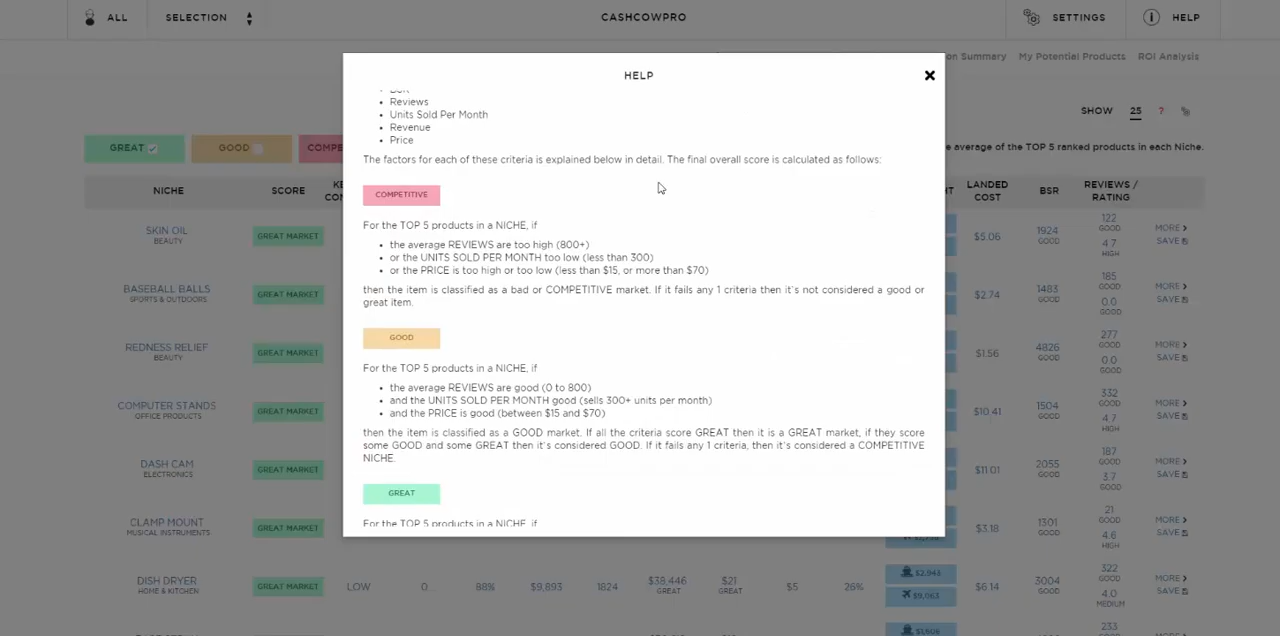 ALL
SELECTION
CASHCOWPRO
SETTINGS
HELP
on Summary
My Potential Products
ROI Analysis
HELP
SHOW 25 ?
GREAT
GOOD
COMPE
e average of the TOP 5 ranked products in each Niche.
• Reviews
• Units Sold Per Month
• Revenue
• Price
The factors for each of these criteria is explained below in detail. The final overall score is calculated as follows:
COMPETITIVE
For the TOP 5 products in a NICHE, if
• the average REVIEWS are too high (800+)
• or the UNITS SOLD PER MONTH too low (less than 300)
• or the PRICE is too high or too low (less than $15, or more than $70)
then the item is classified as a bad or COMPETITIVE market. If it fails any 1 criteria then it's not considered a good or
great item.
GOOD
For the TOP 5 products in a NICHE, if
• the average REVIEWS are good (0 to 800)
• and the UNITS SOLD PER MONTH good (sells 300+ units per month)
• and the PRICE is good (between $15 and $70)
then the item is classified as a GOOD market. If all the criteria score GREAT then it is a GREAT market, if they score
some GOOD and some GREAT then it's considered GOOD. If it fails any 1 criteria, then it's considered a COMPETITIVE
NICHE.
GREAT
For the TOP 5 products in a NICHE, if
NICHE
SCORE
LANDED
COST
BSR
REVIEWS /
RATING
SKIN OIL
BEAUTY
GREAT MARKET
$5.06
1924
GOOD
122
GOOD
4.7
HIGH
MORE
SAVE
BASEBALL BALLS
SPORTS & OUTDOORS
GREAT MARKET
$2.74
1483
GOOD
185
GOOD
0.0
GOOD
MORE
SAVE
REDNESS RELIEF
BEAUTY
GREAT MARKET
$1.56
4826
GOOD
277
GOOD
0.0
GOOD
MORE
SAVE
COMPUTER STANDS
OFFICE PRODUCTS
GREAT MARKET
$10.41
1504
GOOD
332
GOOD
4.7
HIGH
MORE
SAVE
DASH CAM
ELECTRONICS
GREAT MARKET
$11.01
2055
GOOD
187
GOOD
3.7
GOOD
MORE
SAVE
CLAMP MOUNT
MUSICAL INSTRUMENTS
GREAT MARKET
$3.18
1301
GOOD
21
GOOD
4.6
HIGH
MORE
SAVE
DISH DRYER
HOME & KITCHEN
GREAT MARKET
LOW
0...
88%
$9,893
1824
$38,446
GREAT
$21
GREAT
$5
26%
$2,943
$9,063
$6.14
3004
GOOD
322
GOOD
4.0
MEDIUM
MORE
SAVE
233
MORE